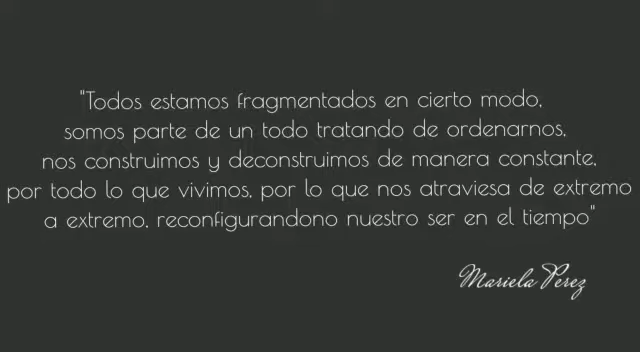 "Todos estamos fragmentados en cierto modo,
somos parte de un todo tratando de ordenarnos,
nos construimos y deconstruimos de manera constante,
por todo lo que vivimos, por lo que nos atraviesa de extremo
a extremo, reconfigurandono nuestro ser en el tiempo"
Mariela Perez